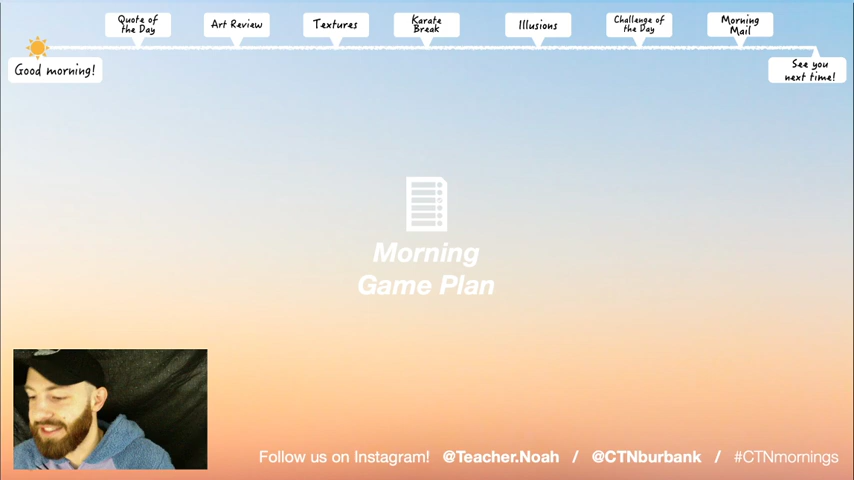 Quote of
the Day
Art Review
Textures
Karate
Break
Illusions
Challenge of
the Day
Morning
Mail
Good morning!
See you
next time!
Morning
Game Plan
Follow us on Instagram! @Teacher.Noah / @CTNburbank / #CTNmornings